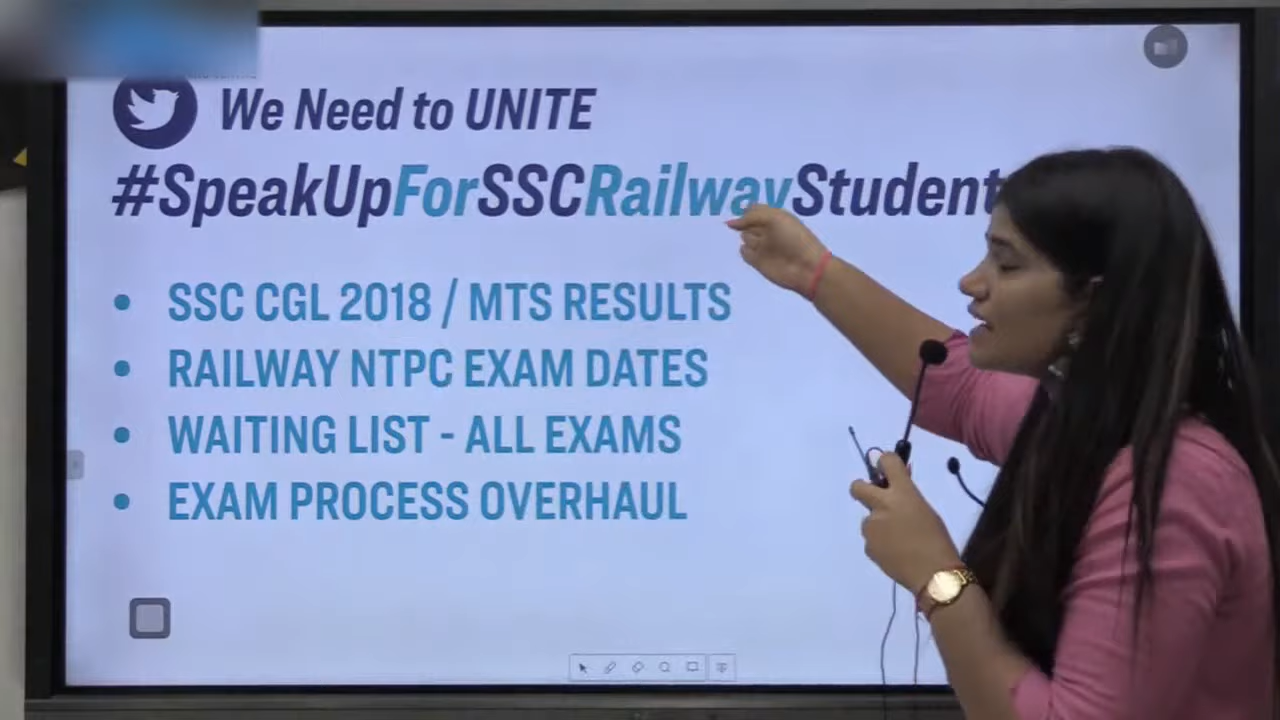 We Need to UNITE
#SpeakUpForSSCRailwayStudent
• SSC CGL 2018 / MTS RESULTS
• RAILWAY NTPC EXAM DATES
• WAITING LIST - ALL EXAMS
• EXAM PROCESS OVERHAUL